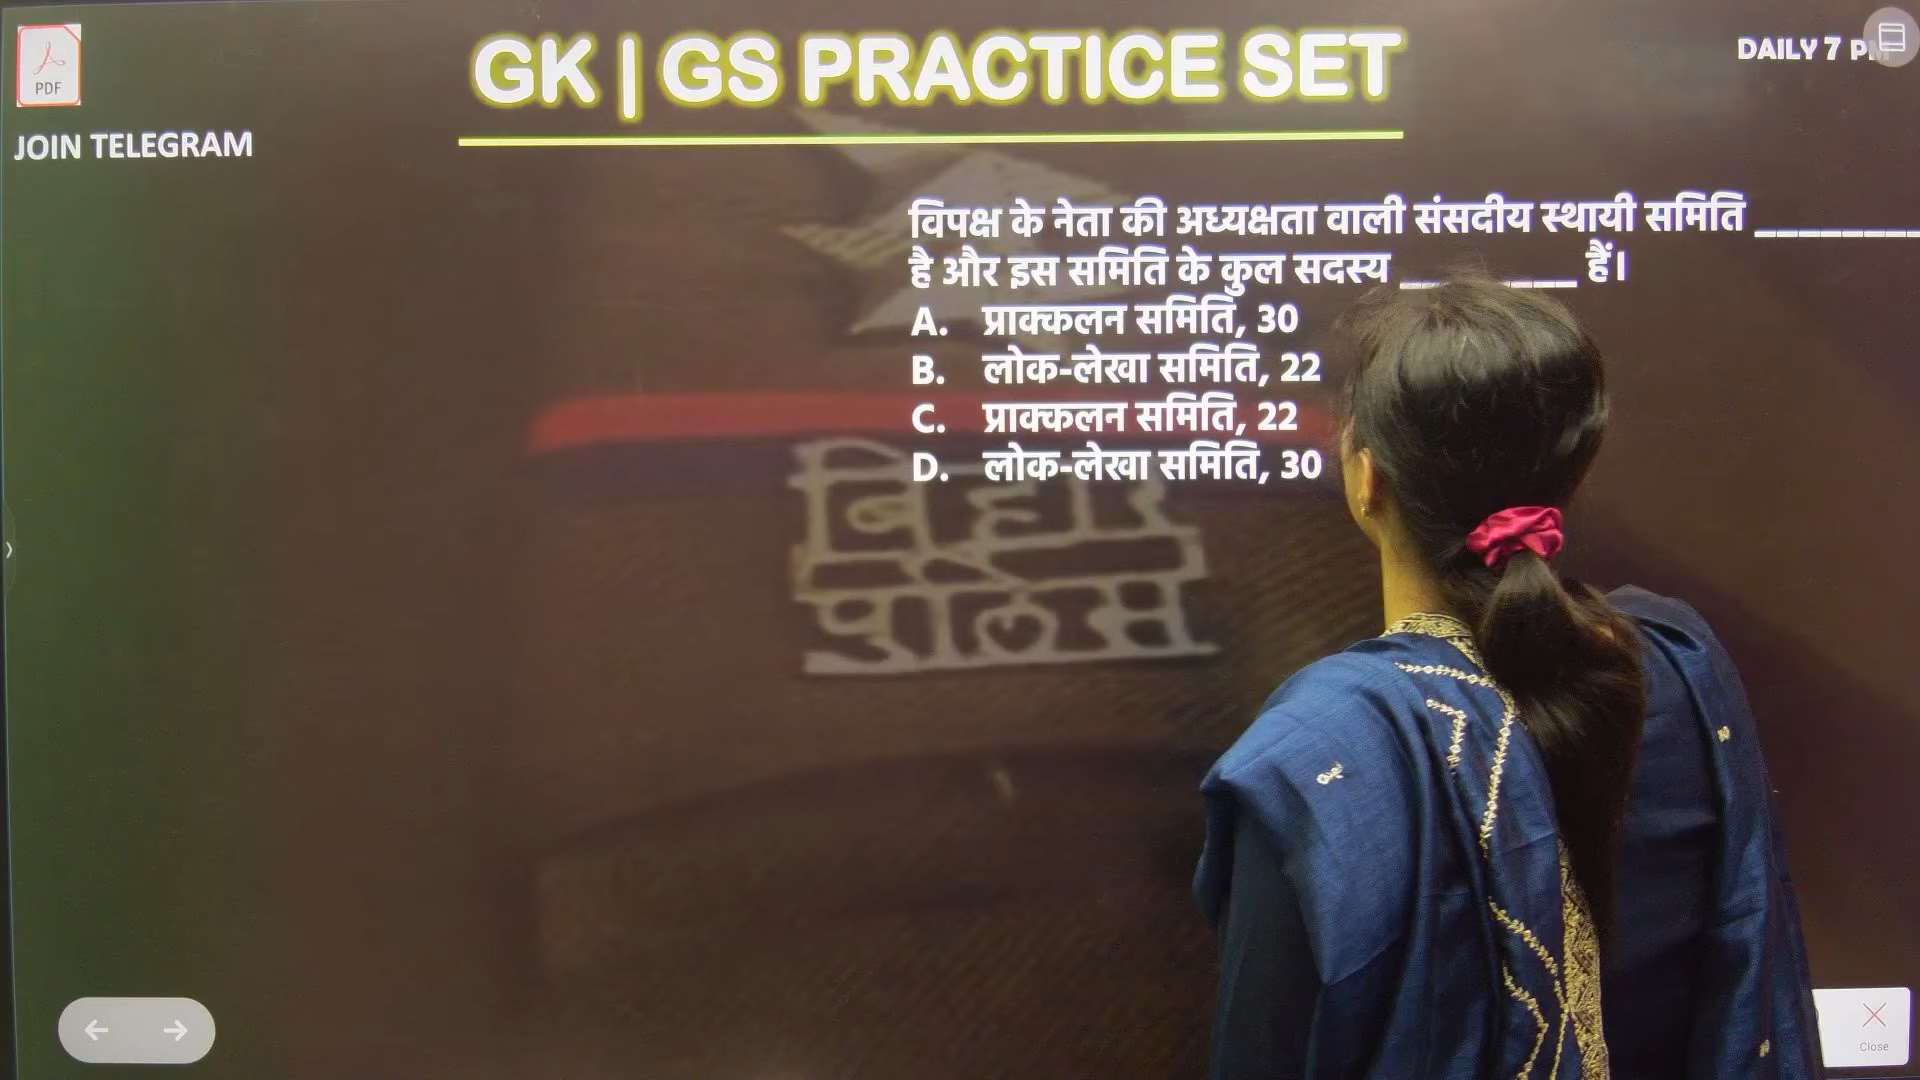 GK | GS PRACTICE SET
DAILY 7 P
PDF
JOIN TELEGRAM
विपक्ष के नेता की अध्यक्षता वाली संसदीय स्थायी समिति ________
है और इस समिति के कुल सदस्य ________ हैं।
A. प्राक्कलन समिति, 30
B. लोक-लेखा समिति, 22
C. प्राक्कलन समिति, 22
D. लोक-लेखा समिति, 30
बिहार
पुलिस
Close